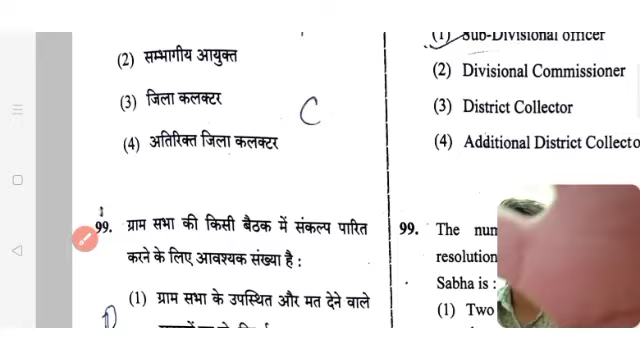 (2) सम्भागीय आयुक्त
(3) जिला कलक्टर
(4) अतिरिक्त जिला कलक्टर
C
99. ग्राम सभा की किसी बैठक में संकल्प पारित
करने के लिए आवश्यक संख्या है :
(1) ग्राम सभा के उपस्थित और मत देने वाले
(1) Sub-Divisional officer
(2) Divisional Commissioner
(3) District Collector
(4) Additional District
99. The
resolution
Sabha is :
(1) Two